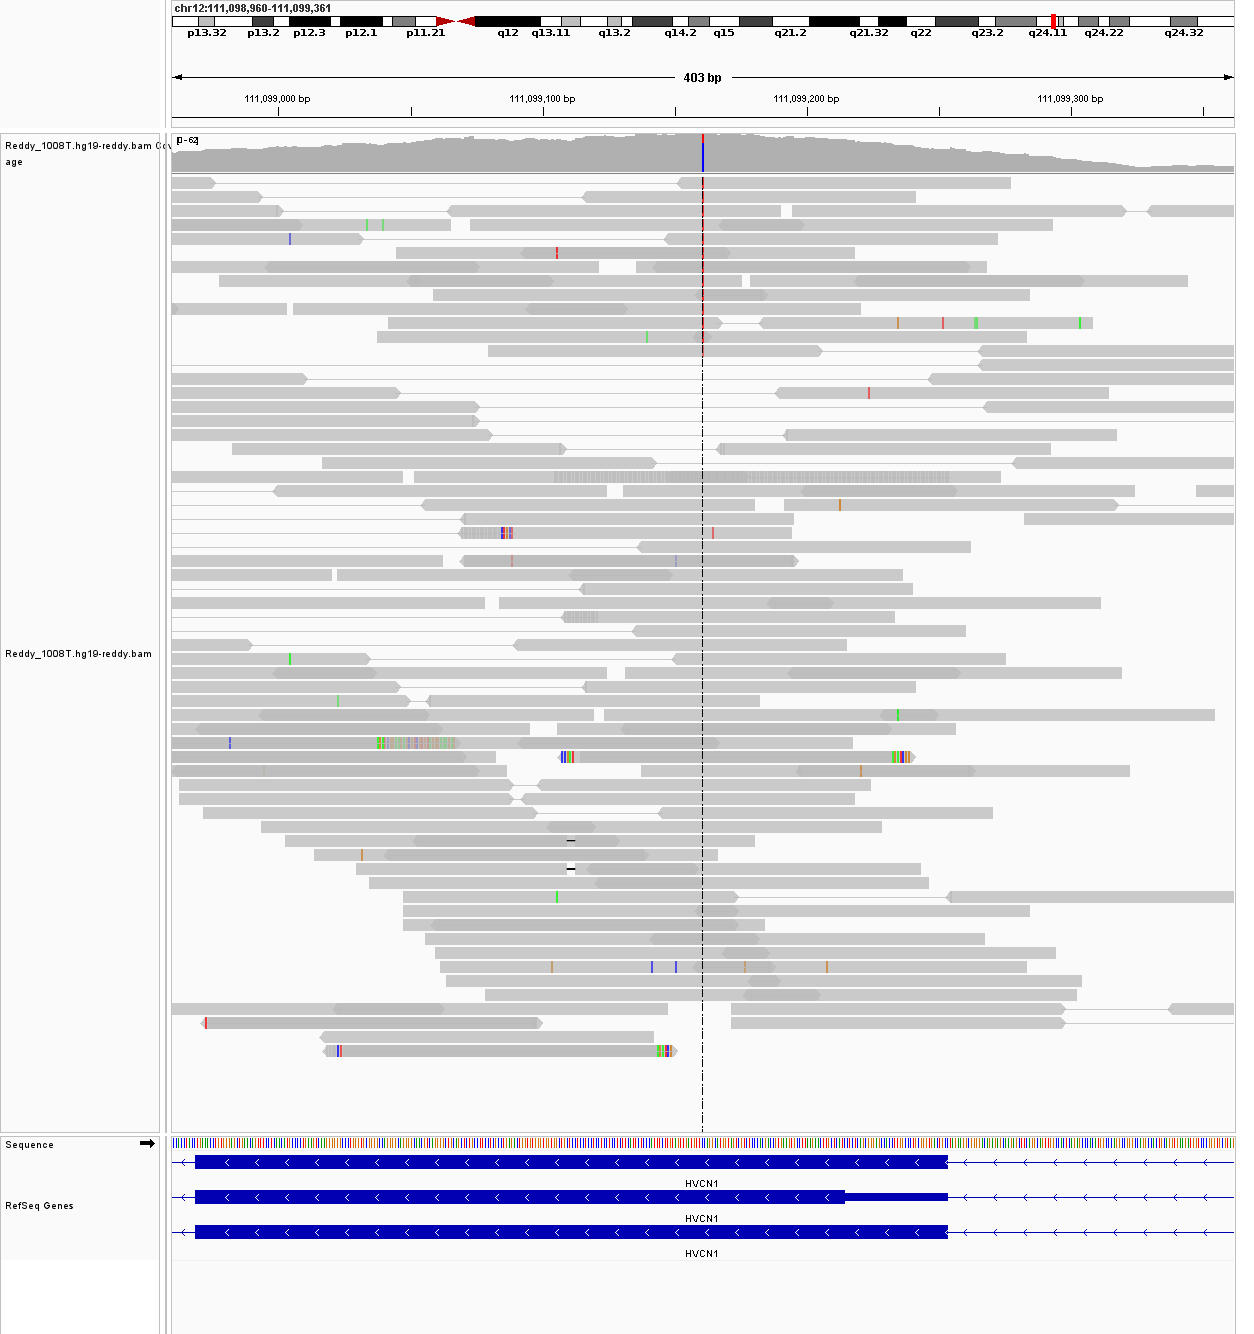 chr12:111,098,960-111,099,361
p13.32 p13.2 p12.3 p12.1 p11.21 q12 q13.11 q13.2 q14.2 q15 q21.2 q21.32 q22 q23.2 q24.11 q24.22 q24.32
403 bp
111,099,000 bp 111,099,100 bp 111,099,200 bp 111,099,300 bp
[0 - 62]
Reddy_1008T.hg19-reddy.bam Cov
age
Reddy_1008T.hg19-reddy.bam
Sequence
HVCN1
RefSeq Genes
HVCN1
HVCN1